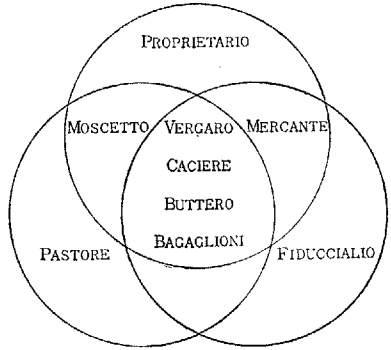 PROPRIETARIO
MOSCETTO VERGARO MERCANTE
CACIERE
BUTTERO
BAGAGLIONI
PASTORE FIDUCCIALIO